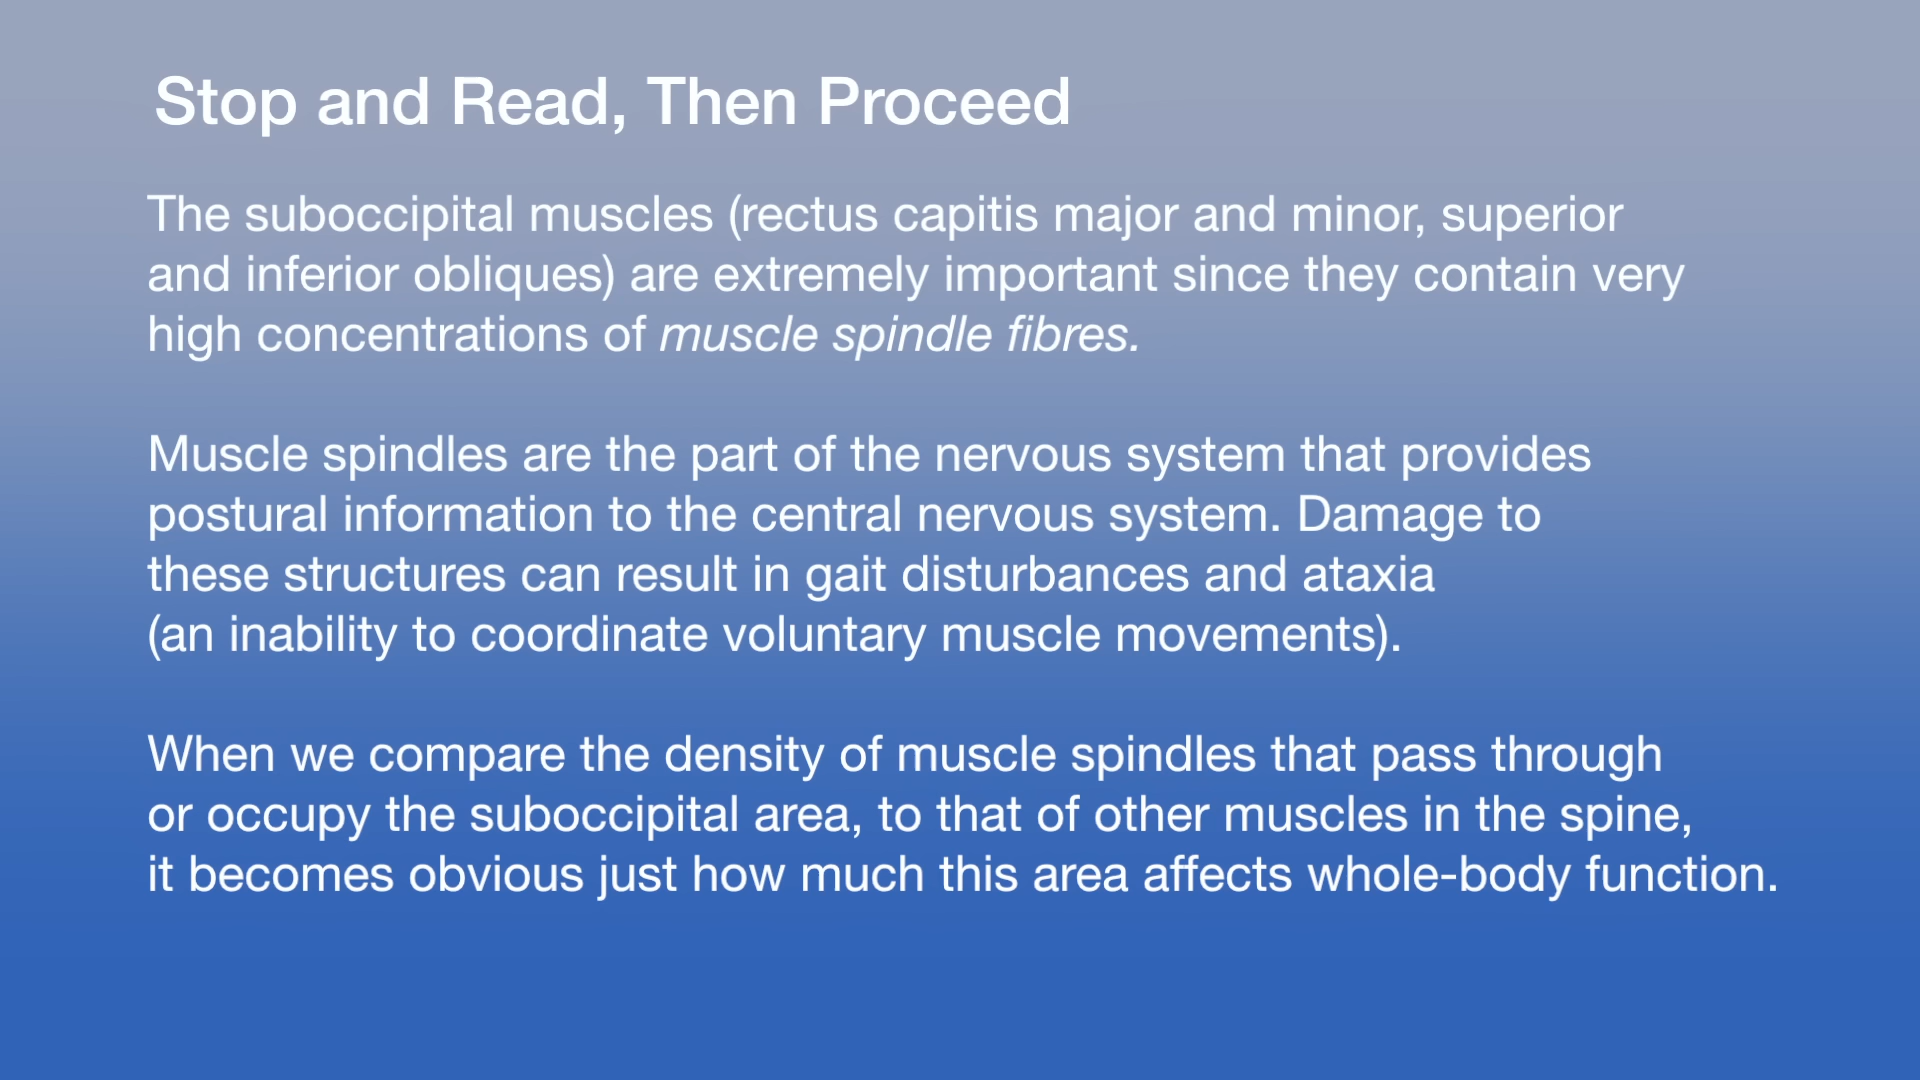 Stop and Read, Then Proceed
The suboccipital muscles (rectus capitis major and minor, superior
and inferior obliques) are extremely important since they contain very
high concentrations of muscle spindle fibres.
Muscle spindles are the part of the nervous system that provides
postural information to the central nervous system. Damage to
these structures can result in gait disturbances and ataxia
(an inability to coordinate voluntary muscle movements).
When we compare the density of muscle spindles that pass through
or occupy the suboccipital area, to that of other muscles in the spine,
it becomes obvious just how much this area affects whole-body function.